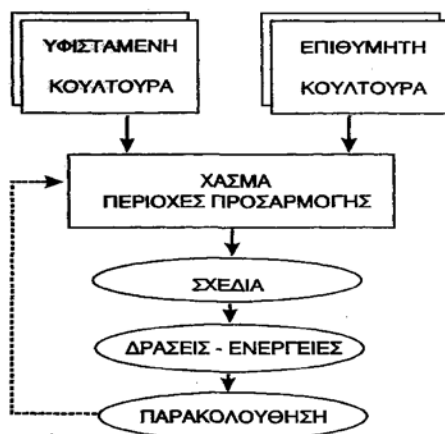 ΥΦΙΣΤΑΜΕΝΗ
ΚΟΥΛΤΟΥΡΑ
ΕΠΙΘΥΜΗΤΗ
ΚΟΥΛΤΟΥΡΑ
ΧΑΣΜΑ
ΠΕΡΙΟΧΕΣ ΠΡΟΣΑΡΜΟΓΗΣ
ΣΧΕΔΙΑ
ΔΡΑΣΕΙΣ - ΕΝΕΡΓΕΙΕΣ
ΠΑΡΑΚΟΛΟΥΘΗΣΗ